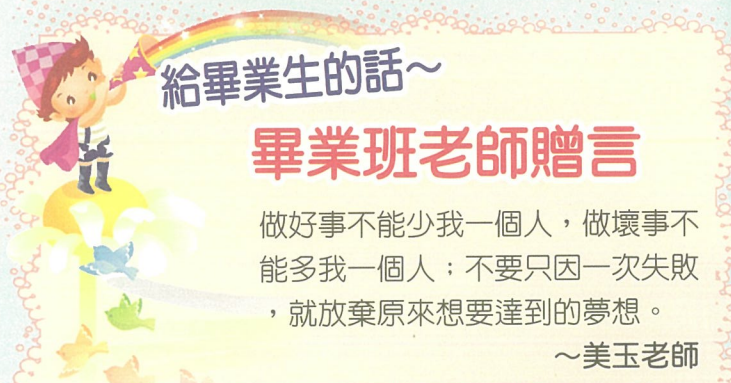 給畢業生的話～
畢業班老師贈言
做好事不能少我一個人，做壞事不
能多我一個人；不要只因一次失敗
，就放棄原來想要達到的夢想。
～美玉老師